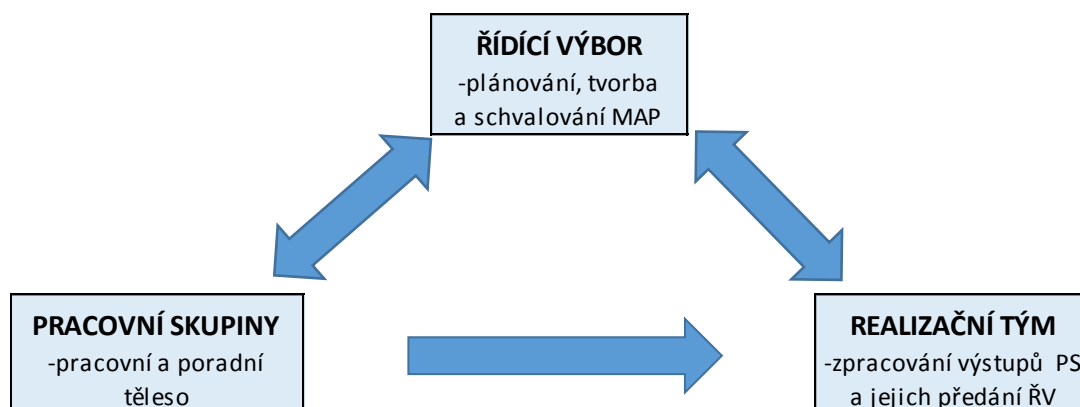 ŘÍDÍCÍ VÝBOR
-plánování, tvorba
a schvalování MAP
PRACOVNÍ SKUPINY
-pracovní a poradní
těleso
REALIZAČNÍ TÝM
-zpracování výstupů PS
a jejich předání ŘV